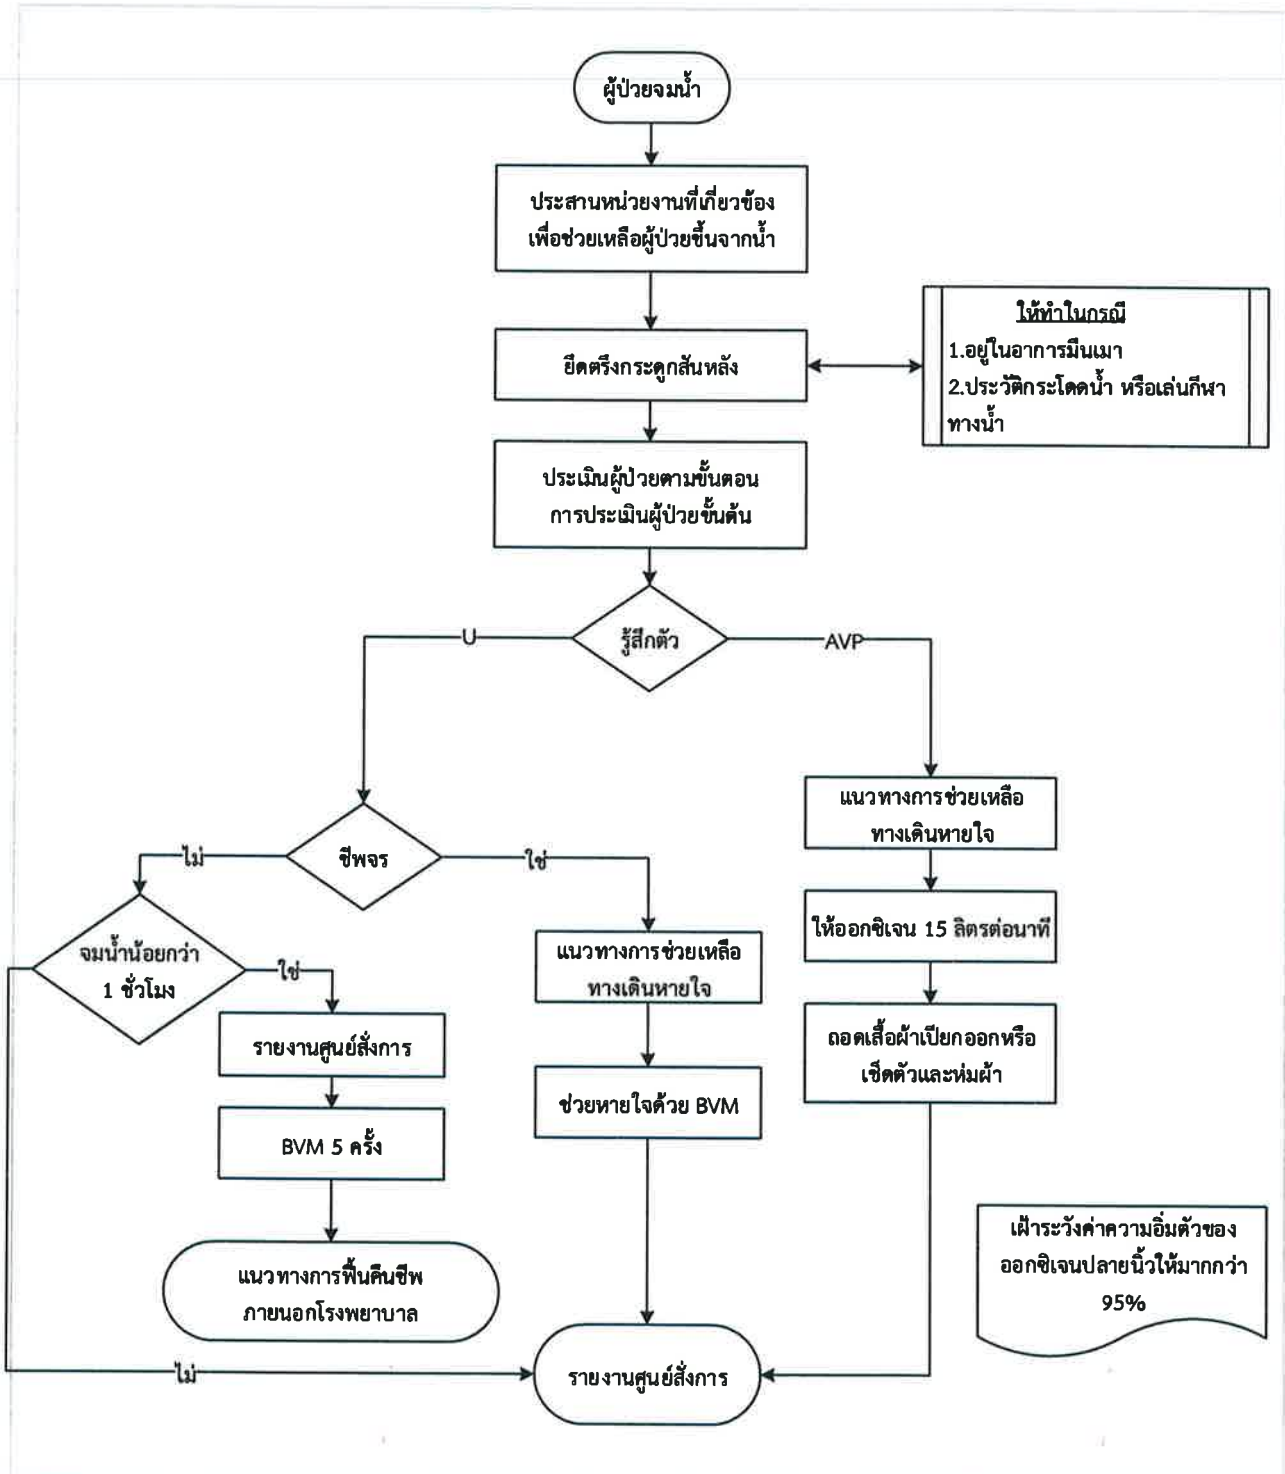 ผู้ป่วยจมน้ำ
ประสานหน่วยงานที่เกี่ยวข้อง
เพื่อช่วยเหลือผู้ป่วยขึ้นจากน้ำ
ยึดตรึงกระดูกสันหลัง
ให้ทำในกรณี
1.อยู่ในอาการมึนเมา
2.ประวัติกระโดดน้ำ หรือเล่นกีฬา
ทางน้ำ
ประเมินผู้ป่วยตามขั้นตอน
การประเมินผู้ป่วยขั้นต้น
รู้สึกตัว
U
AVP
ชีพจร
ไม่
ใช่
จมน้ำน้อยกว่า
1 ชั่วโมง
ใช่
รายงานศูนย์สั่งการ
BVM 5 ครั้ง
แนวทางการฟื้นคืนชีพ
ภายนอกโรงพยาบาล
แนวทางการช่วยเหลือ
ทางเดินหายใจ
ช่วยหายใจด้วย BVM
แนวทางการช่วยเหลือ
ทางเดินหายใจ
ให้ออกซิเจน 15 ลิตรต่อนาที
ถอดเสื้อผ้าเปียกออกหรือ
เช็ดตัวและห่มผ้า
เฝ้าระวังค่าความอิ่มตัวของ
ออกซิเจนปลายนิ้วให้มากกว่า
95%
ไม่
รายงานศูนย์สั่งการ